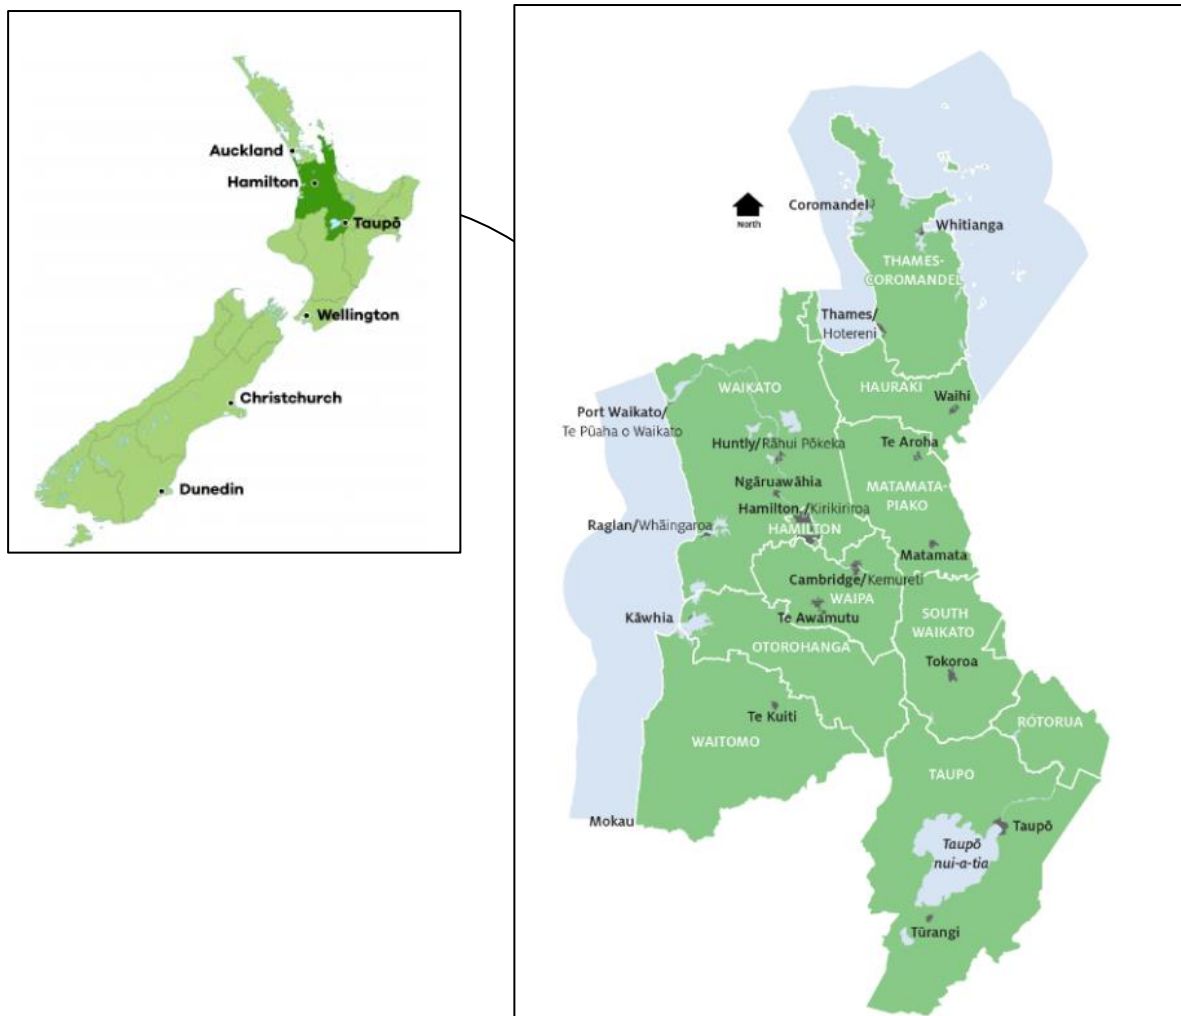 Auckland
Hamilton
Taupō
Wellington
Christchurch
Dunedin
North
Coromandel
Whitianga
THAMES-
COROMANDEL
Thames/
Hotereni
WAIKATO
HAURAKI
Waihi
Port Waikato/
Te Pūaha o Waikato
Huntly/Rāhui Pōkeka
Te Aroha
Ngāruawāhia
MATAMATA-
PIAKO
Hamilton /Kirikiriroa
Raglan/Whāingaroa
HAMILTON
Matamata
Cambridge/Kemureti
WAIPA
Kāwhia
Te Awamutu
SOUTH
WAIKATO
OTOROHANGA
Tokoroa
Te Kuiti
WAITOMO
RŌTORUA
TAUPO
Mokau
Taupō
Taupō
nui-a-tia
Tūrangi